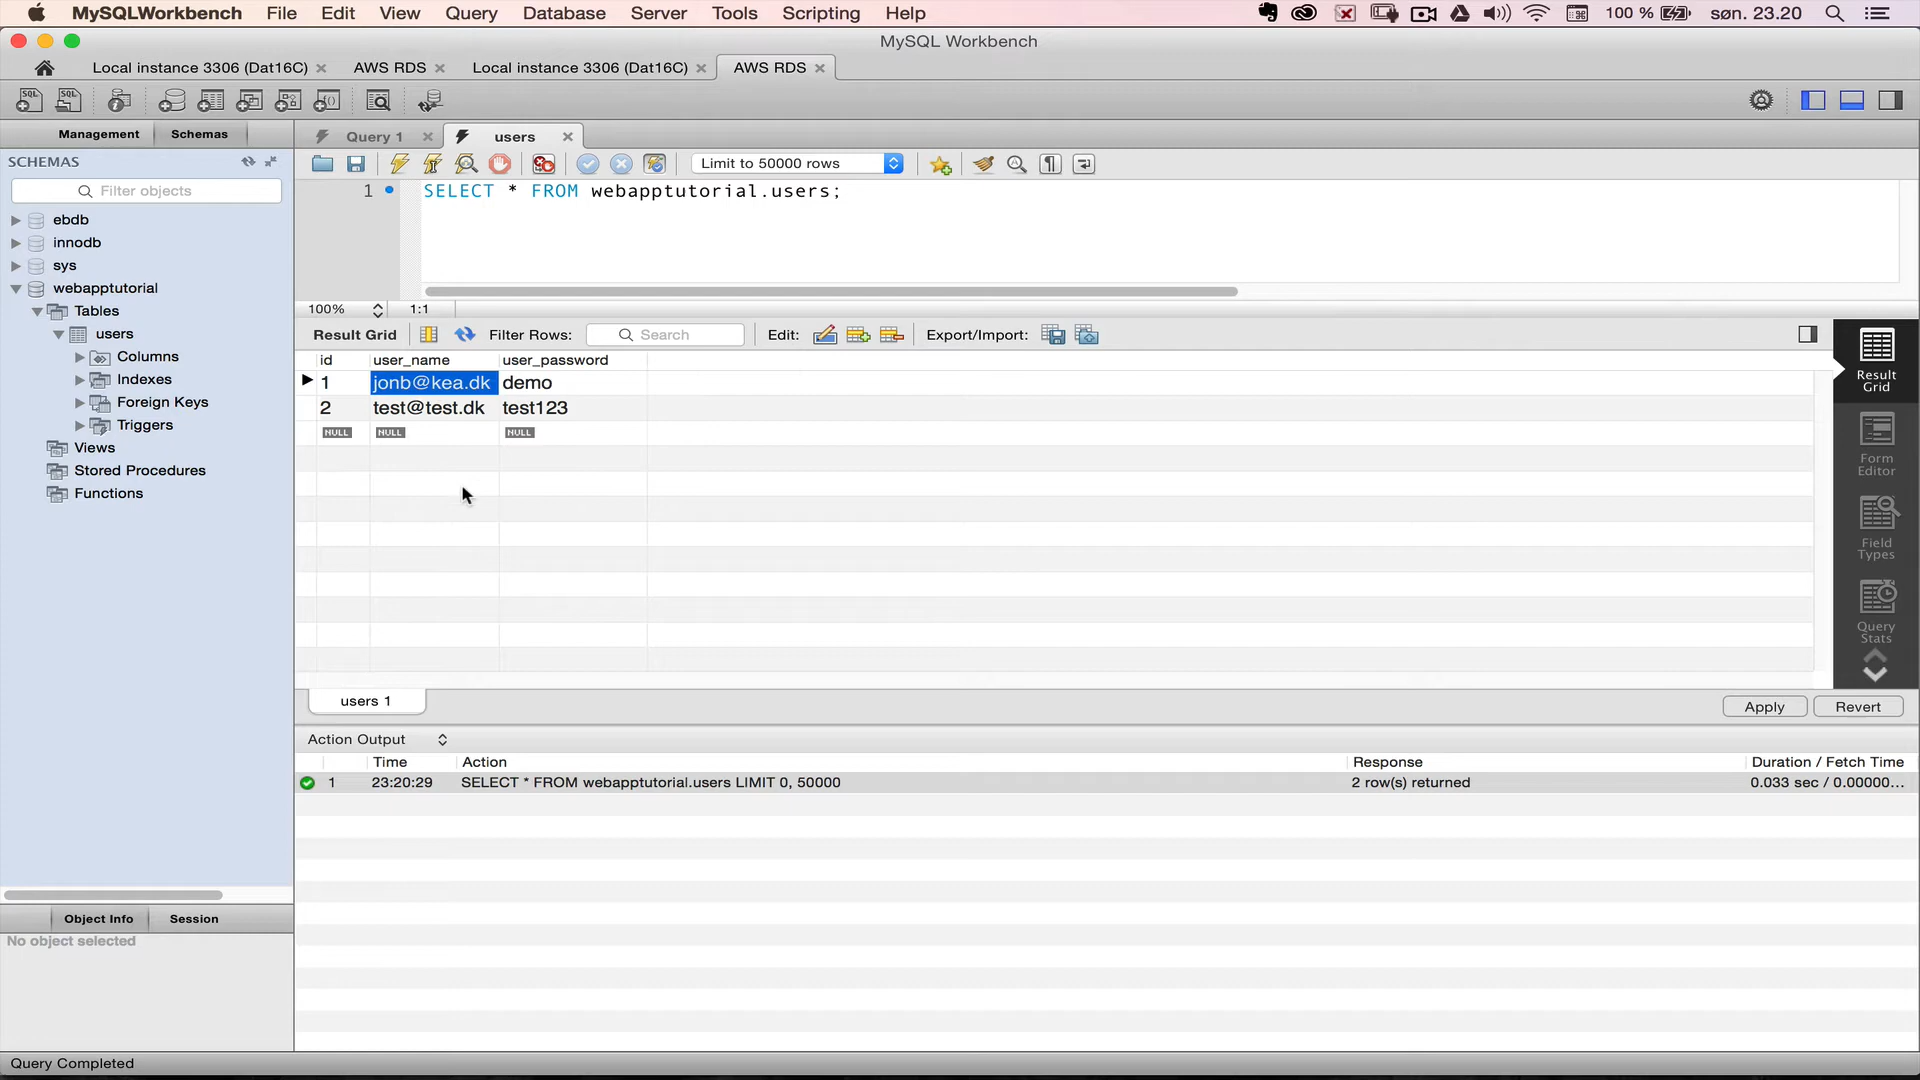 MySQLWorkbench File Edit View Query Database Server Tools Scripting Help 100 % søn. 23.20
MySQL Workbench
Local instance 3306 (Dat16C) AWS RDS Local instance 3306 (Dat16C) AWS RDS
Management Schemas
Query 1 users
SCHEMAS
Limit to 50000 rows
Filter objects
1 SELECT * FROM webapptutorial.users;
ebdb
innodb
sys
webapptutorial
Tables
users
Columns
Indexes
Foreign Keys
Triggers
Views
Stored Procedures
Functions
100% 1:1
Result Grid Filter Rows: Search Edit: Export/Import:
id user_name user_password
1 jonb@kea.dk demo
2 test@test.dk test123
NULL NULL NULL
Result
Grid
Form
Editor
Field
Types
Query
Stats
users 1
Apply Revert
Action Output
Time Action Response Duration / Fetch Time
1 23:20:29 SELECT * FROM webapptutorial.users LIMIT 0, 50000 2 row(s) returned 0.033 sec / 0.00000...
Object Info Session
No object selected
Query Completed